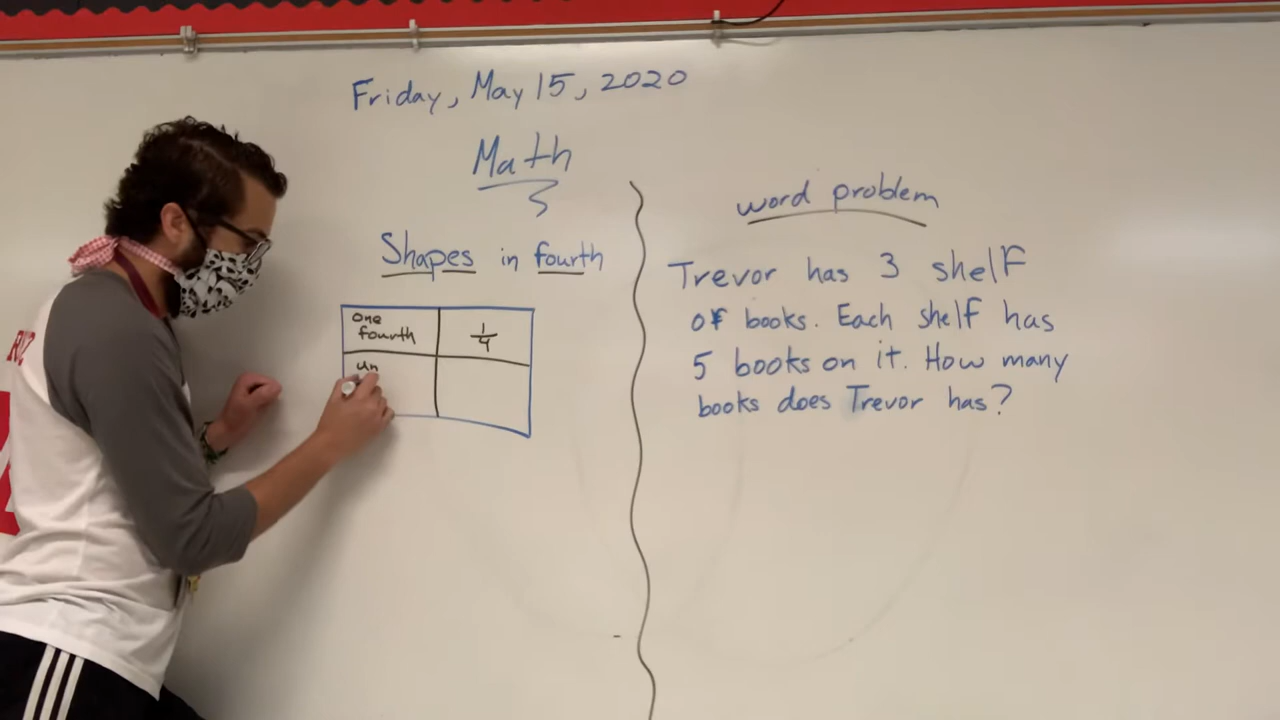 Friday, May 15, 2020
Math
Shapes in fourth
one
fourth
1/4
un
word problem
Trevor has 3 shelf
of books. Each shelf has
5 books on it. How many
books does Trevor has?